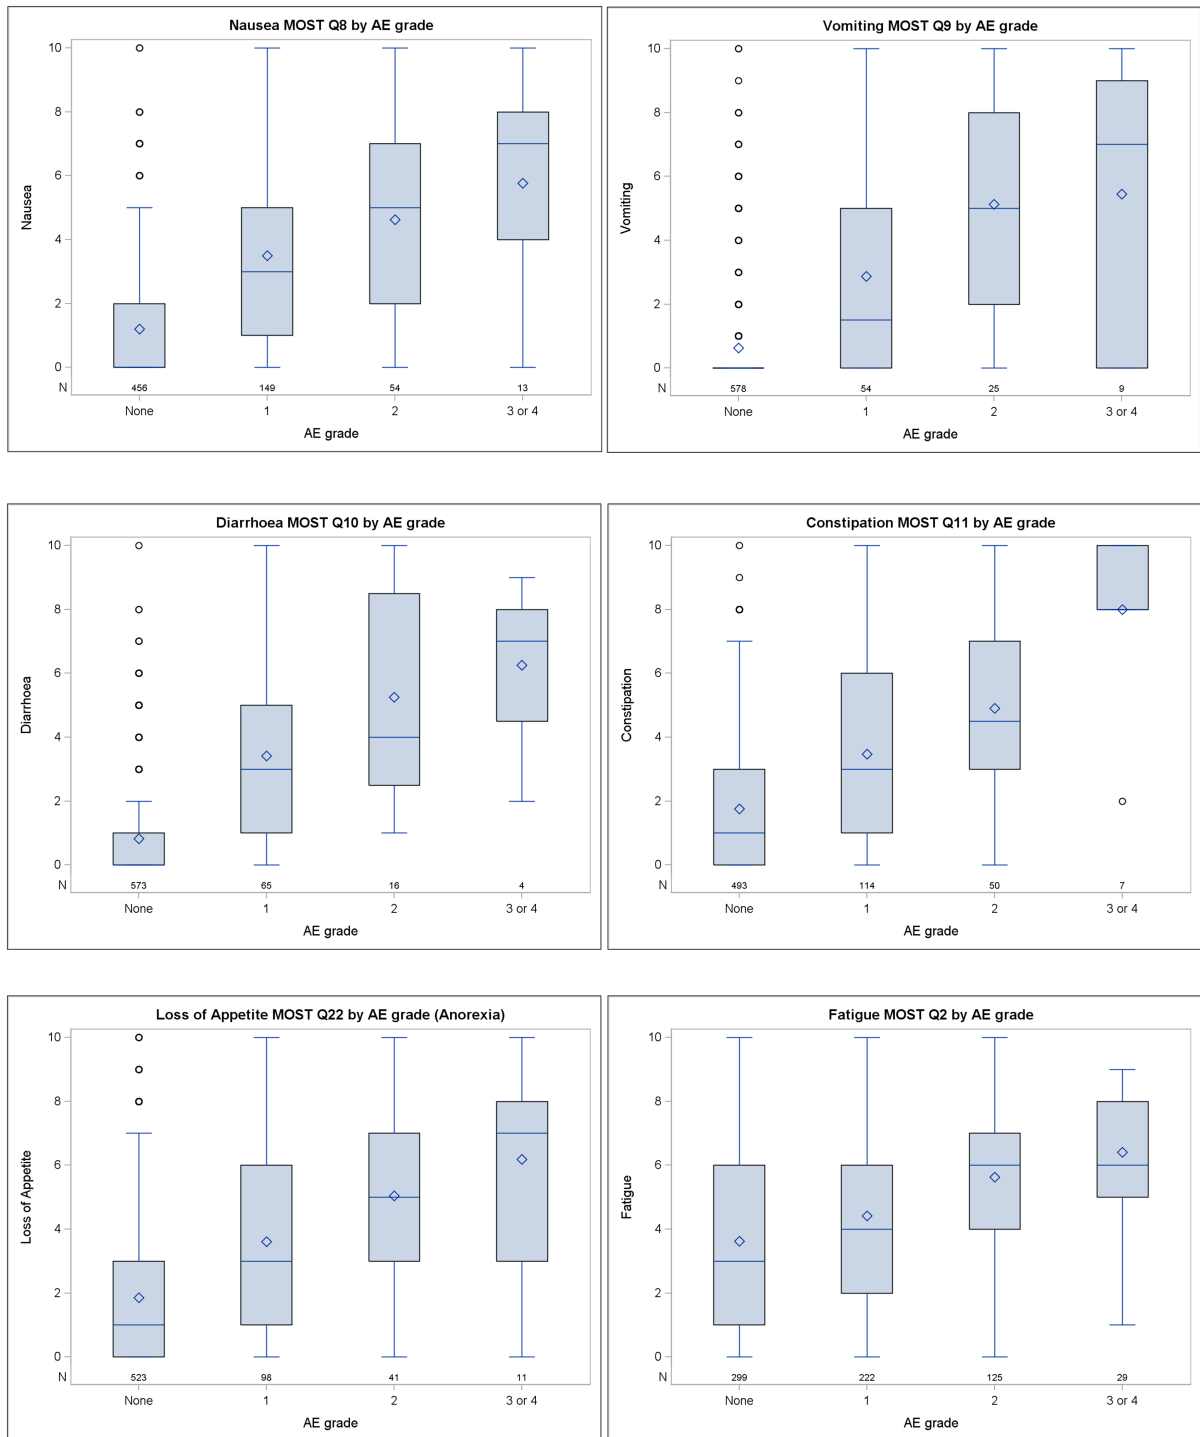 Nausea MOST Q8 by AE grade
10
8
6
4
2
0
Nausea
N 456 149 54 13
None 1 2 3 or 4
AE grade
Vomiting MOST Q9 by AE grade
10
8
6
4
2
0
Vomiting
N 578 54 25 9
None 1 2 3 or 4
AE grade
Diarrhoea MOST Q10 by AE grade
10
8
6
4
2
0
Diarrhoea
N 573 65 16 4
None 1 2 3 or 4
AE grade
Constipation MOST Q11 by AE grade
10
8
6
4
2
0
Constipation
N 493 114 50 7
None 1 2 3 or 4
AE grade
Loss of Appetite MOST Q22 by AE grade (Anorexia)
10
8
6
4
2
0
Loss of Appetite
N 523 98 41 11
None 1 2 3 or 4
AE grade
Fatigue MOST Q2 by AE grade
10
8
6
4
2
0
Fatigue
N 299 222 125 29
None 1 2 3 or 4
AE grade